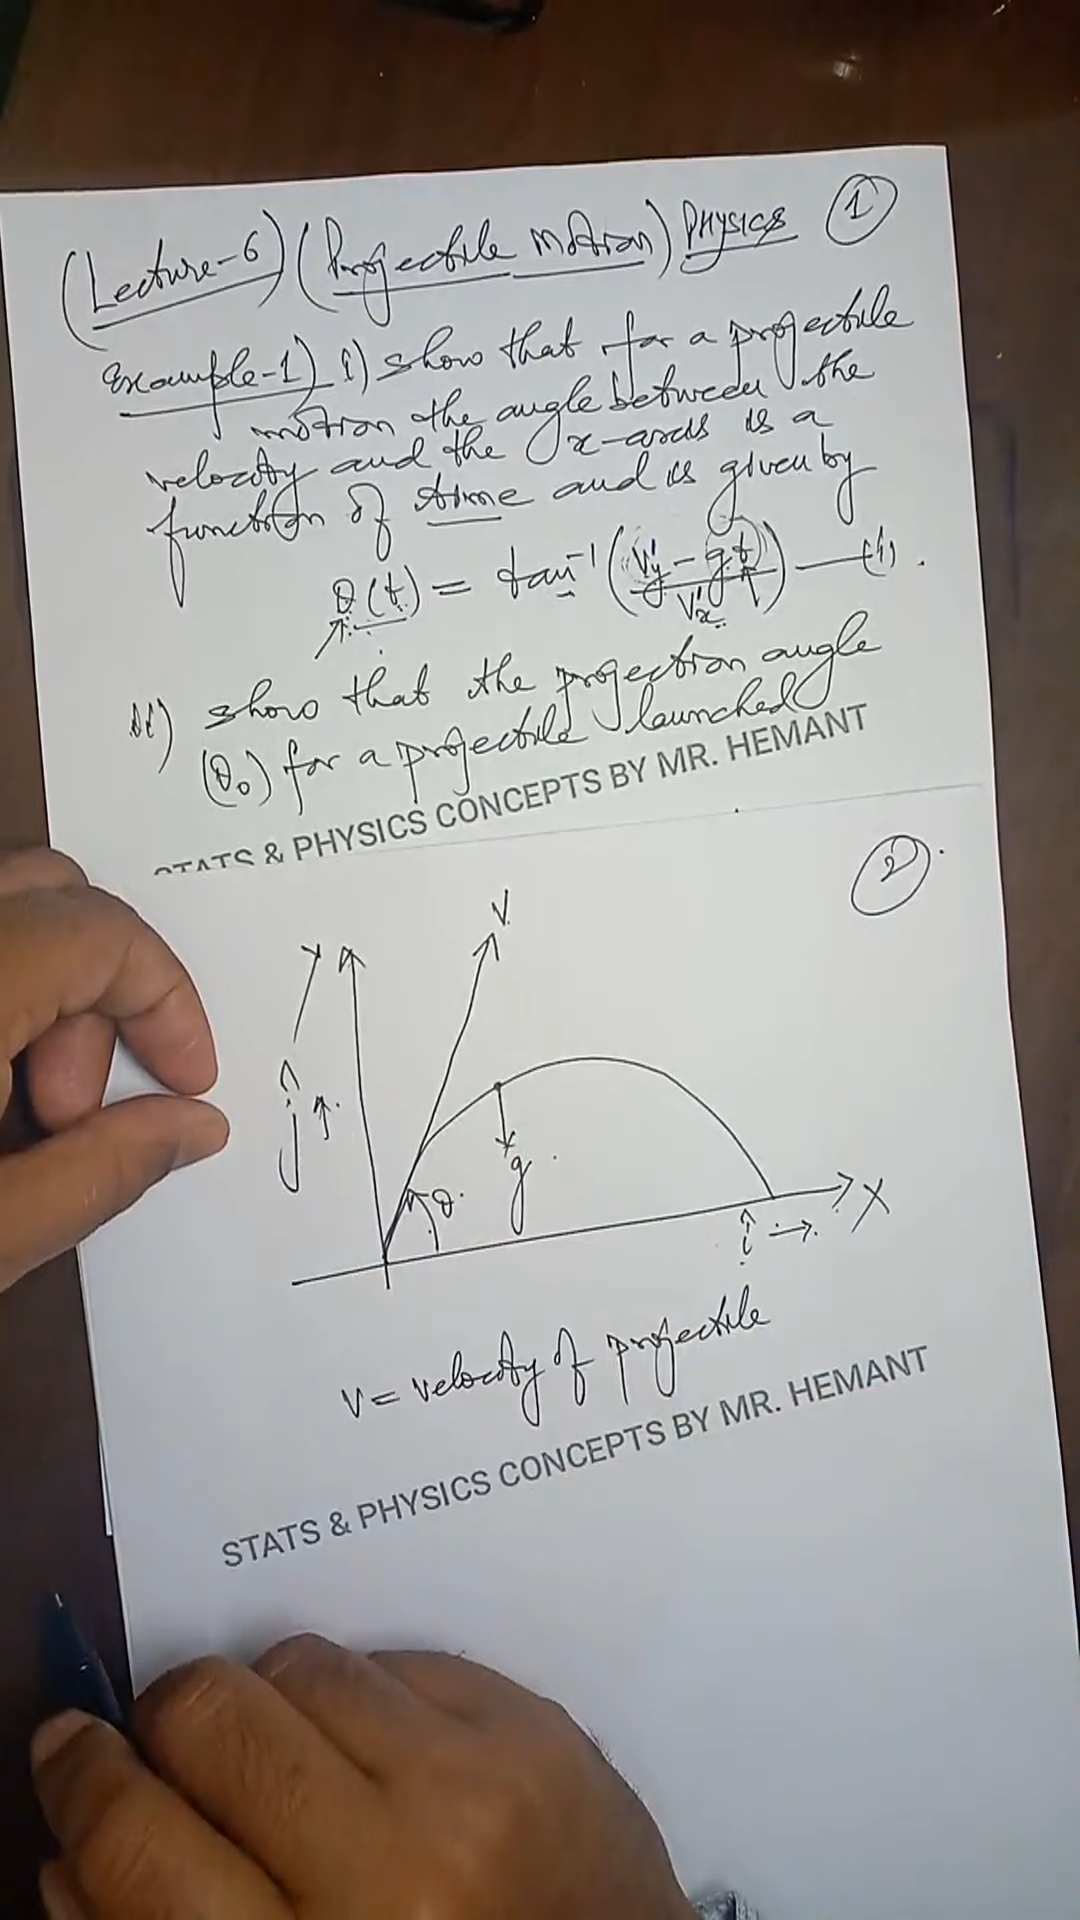 (Lecture-6) (Projectile motion) Physics 1
Example-1) i) show that for a projectile
motion the angle between the
velocity and the x-axis is a
function of time and is given by
θ(t) = tan⁻¹ (V'y - gt / V'x) —(1).
ii) show that the projection angle
(θ₀) for a projectile launched
STATS & PHYSICS CONCEPTS BY MR. HEMANT
2.
V
Y
ĵ
θ
g
X
î
V = velocity of projectile
STATS & PHYSICS CONCEPTS BY MR. HEMANT